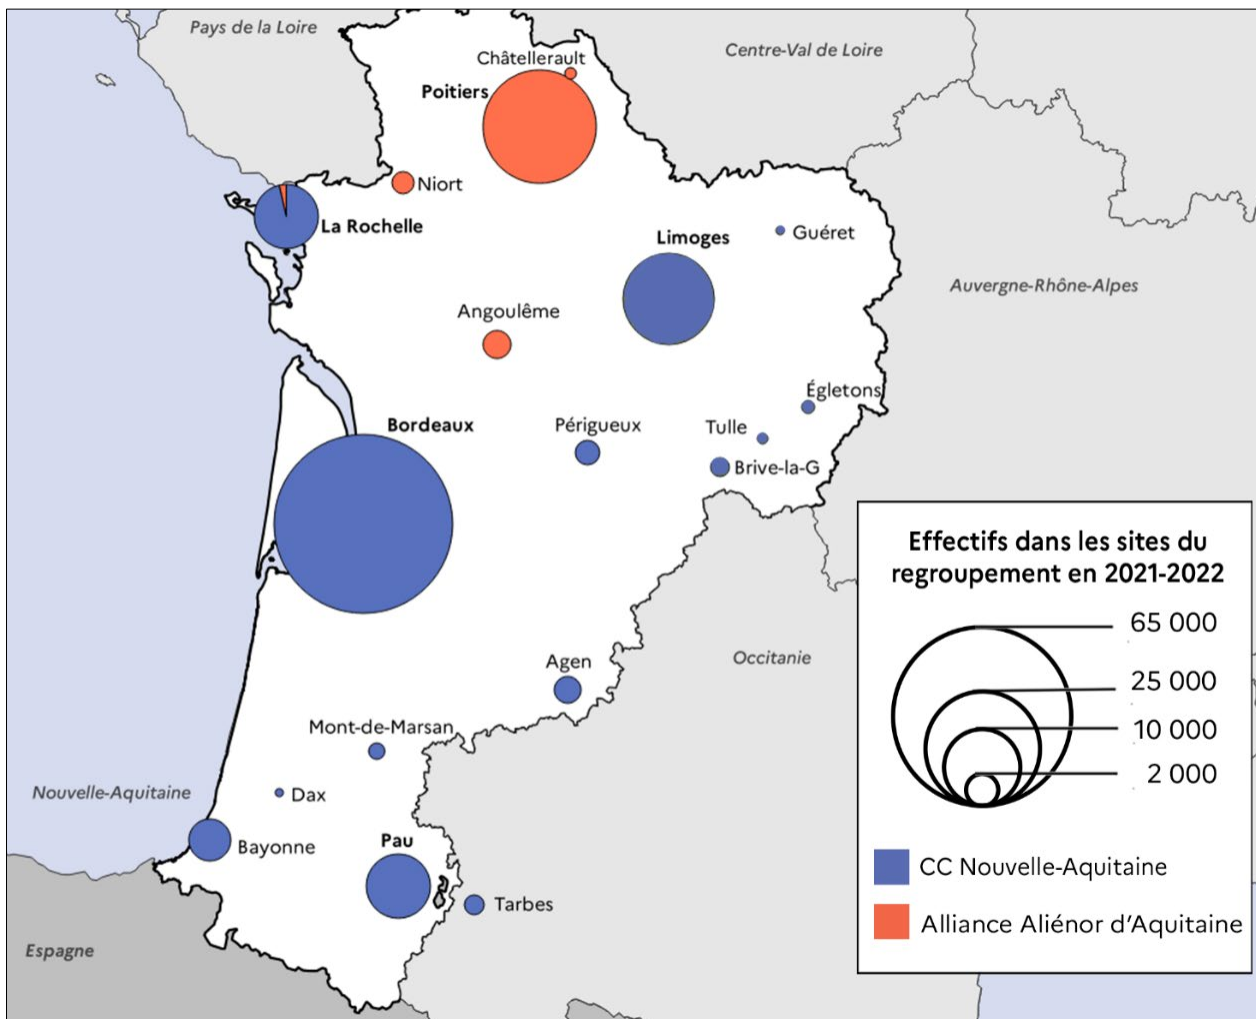 Pays de la Loire
Centre-Val de Loire
Châtellerault
Poitiers
Niort
La Rochelle
Limoges
Guéret
Auvergne-Rhône-Alpes
Angoulême
Égletons
Bordeaux
Périgueux
Tulle
Brive-la-G
Effectifs dans les sites du
regroupement en 2021-2022
65 000
25 000
10 000
2 000
CC Nouvelle-Aquitaine
Alliance Aliénor d'Aquitaine
Occitanie
Agen
Mont-de-Marsan
Nouvelle-Aquitaine
Dax
Bayonne
Pau
Tarbes
Espagne